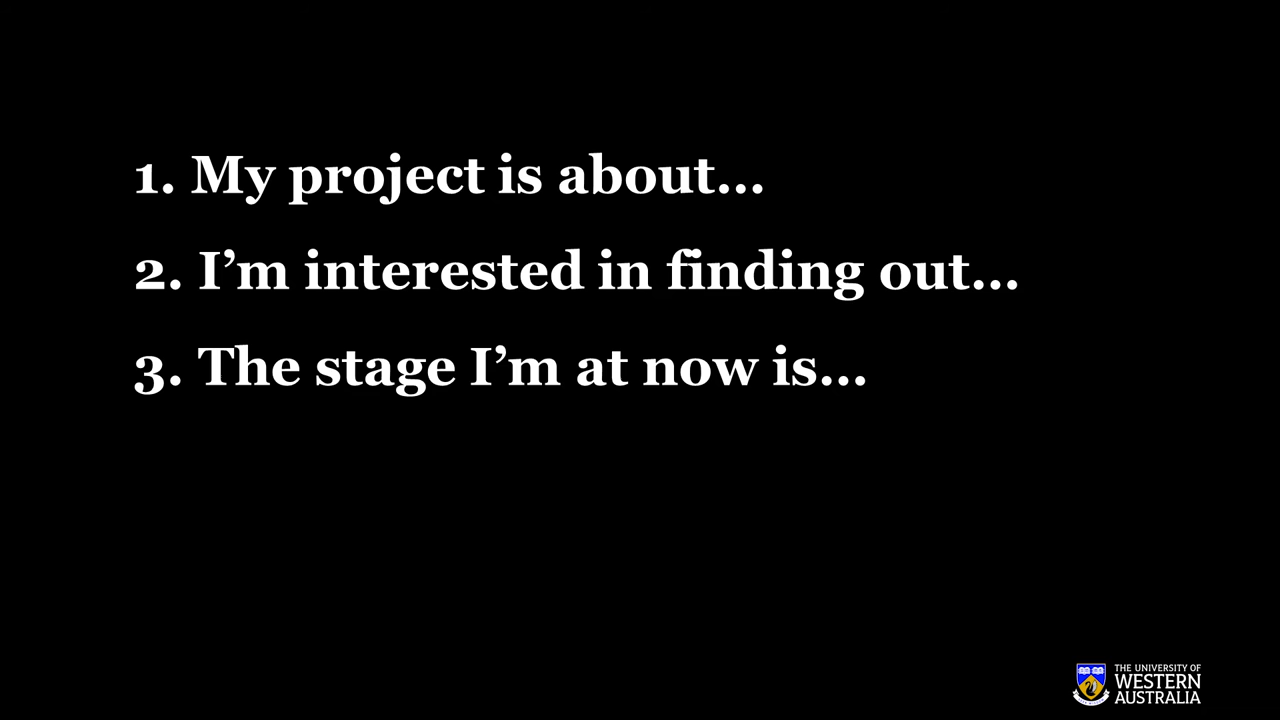 1. My project is about...
2. I'm interested in finding out...
3. The stage I'm at now is...
THE UNIVERSITY OF
WESTERN
AUSTRALIA